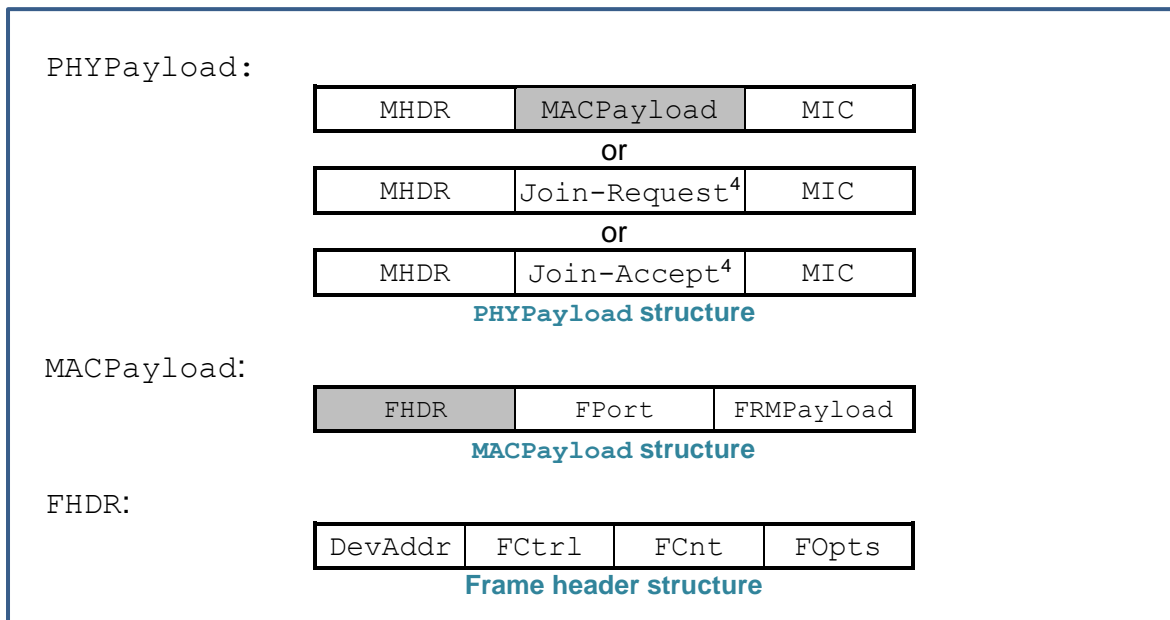 PHYPayload:
MHDR MACPayload MIC
or
MHDR Join-Request⁴ MIC
or
MHDR Join-Accept⁴ MIC
PHYPayload structure
MACPayload:
FHDR FPort FRMPayload
MACPayload structure
FHDR:
DevAddr FCtrl FCnt FOpts
Frame header structure